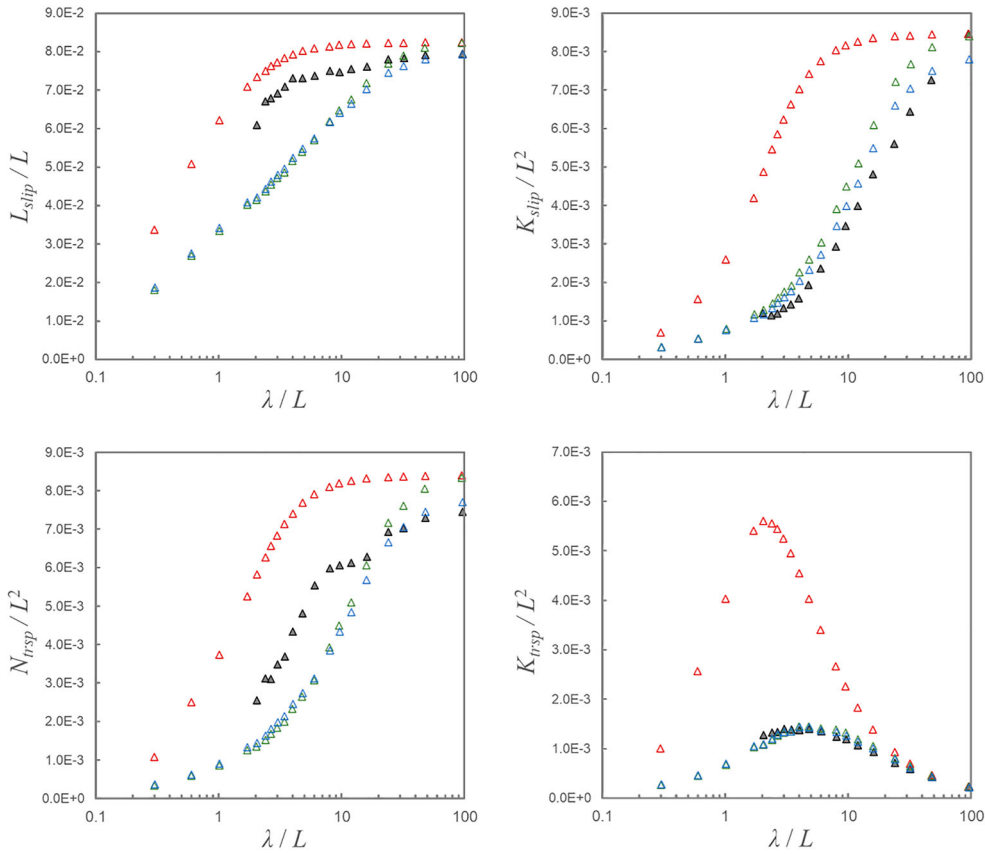 9.0E-2
8.0E-2
7.0E-2
6.0E-2
5.0E-2
4.0E-2
3.0E-2
2.0E-2
1.0E-2
0.0E+0
L_slip / L
0.1 1 10 100
λ / L
9.0E-3
8.0E-3
7.0E-3
6.0E-3
5.0E-3
4.0E-3
3.0E-3
2.0E-3
1.0E-3
0.0E+0
K_slip / L²
0.1 1 10 100
λ / L
9.0E-3
8.0E-3
7.0E-3
6.0E-3
5.0E-3
4.0E-3
3.0E-3
2.0E-3
1.0E-3
0.0E+0
N_trsp / L²
0.1 1 10 100
λ / L
7.0E-3
6.0E-3
5.0E-3
4.0E-3
3.0E-3
2.0E-3
1.0E-3
0.0E+0
K_trsp / L²
0.1 1 10 100
λ / L